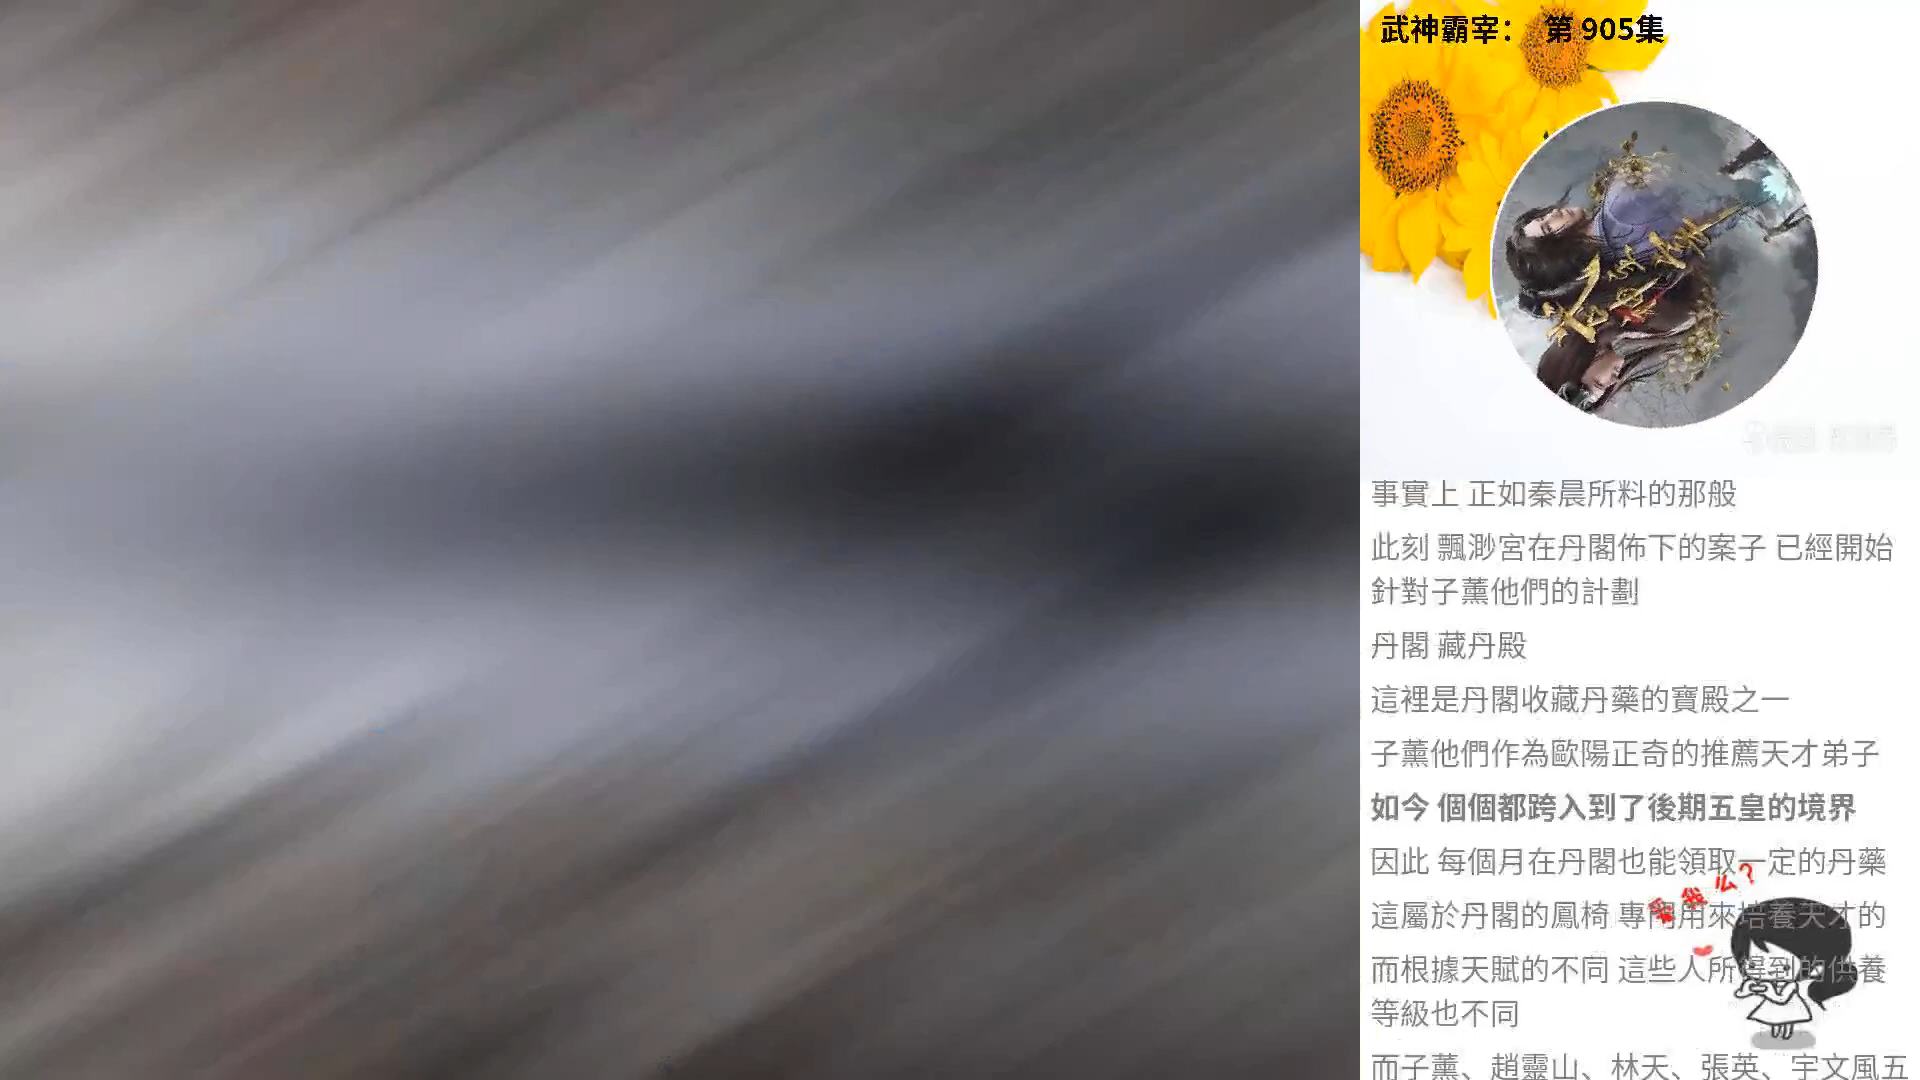 武神霸宰： 第 905集
事實上 正如秦晨所料的那般
此刻 飄渺宮在丹閣佈下的案子 已經開始
針對子薰他們的計劃
丹閣 藏丹殿
這裡是丹閣收藏丹藥的寶殿之一
子薰他們作為歐陽正奇的推薦天才弟子
如今 個個都跨入到了後期五皇的境界
因此 每個月在丹閣也能領取一定的丹藥
這屬於丹閣的鳳椅 專門用來培養天才的
而根據天賦的不同 這些人所得到的供養
等級也不同
而子薰、趙靈山、林天、張英、宇文風五
愛我么?